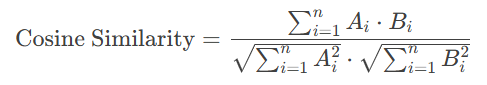 Cosine Similarity = \frac{\sum_{i=1}^{n} A_i \cdot B_i}{\sqrt{\sum_{i=1}^{n} A_i^2} \cdot \sqrt{\sum_{i=1}^{n} B_i^2}}